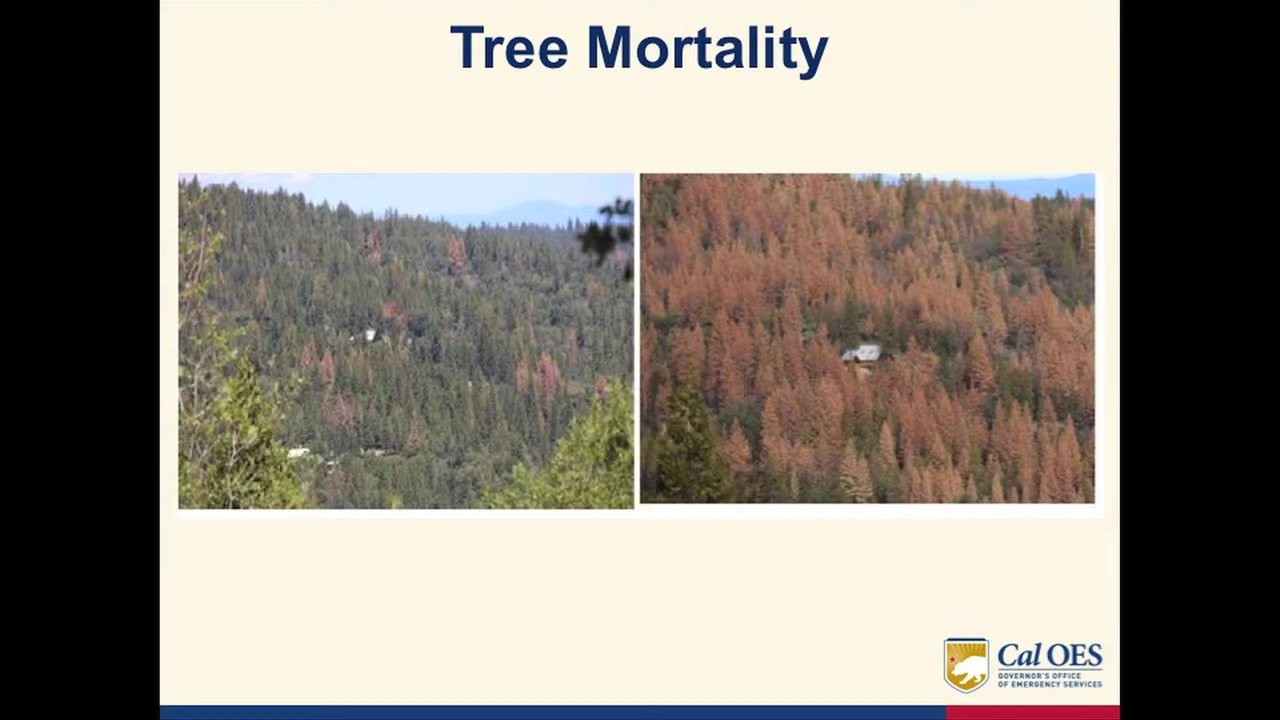 Tree Mortality
Cal OES
GOVERNOR'S OFFICE
OF EMERGENCY SERVICES